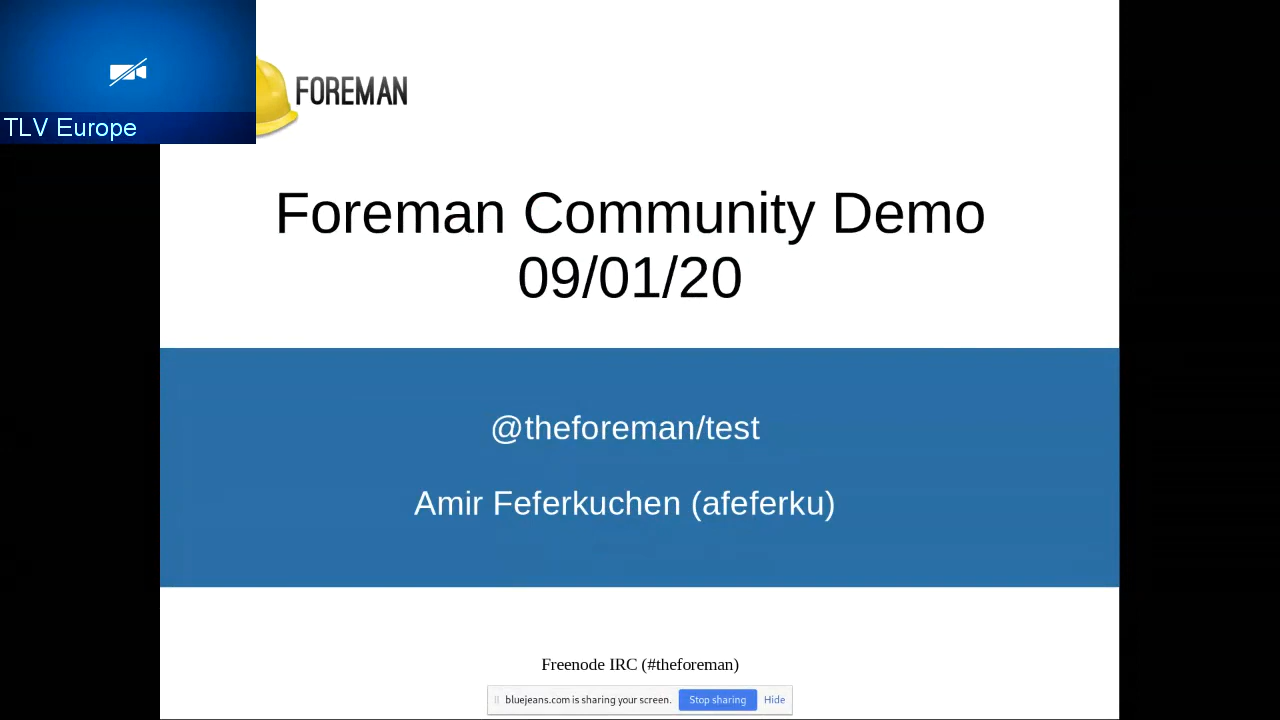 TLV Europe
FOREMAN
Foreman Community Demo
09/01/20
@theforeman/test
Amir Feferkuchen (afeferku)
Freenode IRC (#theforeman)
bluejeans.com is sharing your screen. Stop sharing Hide